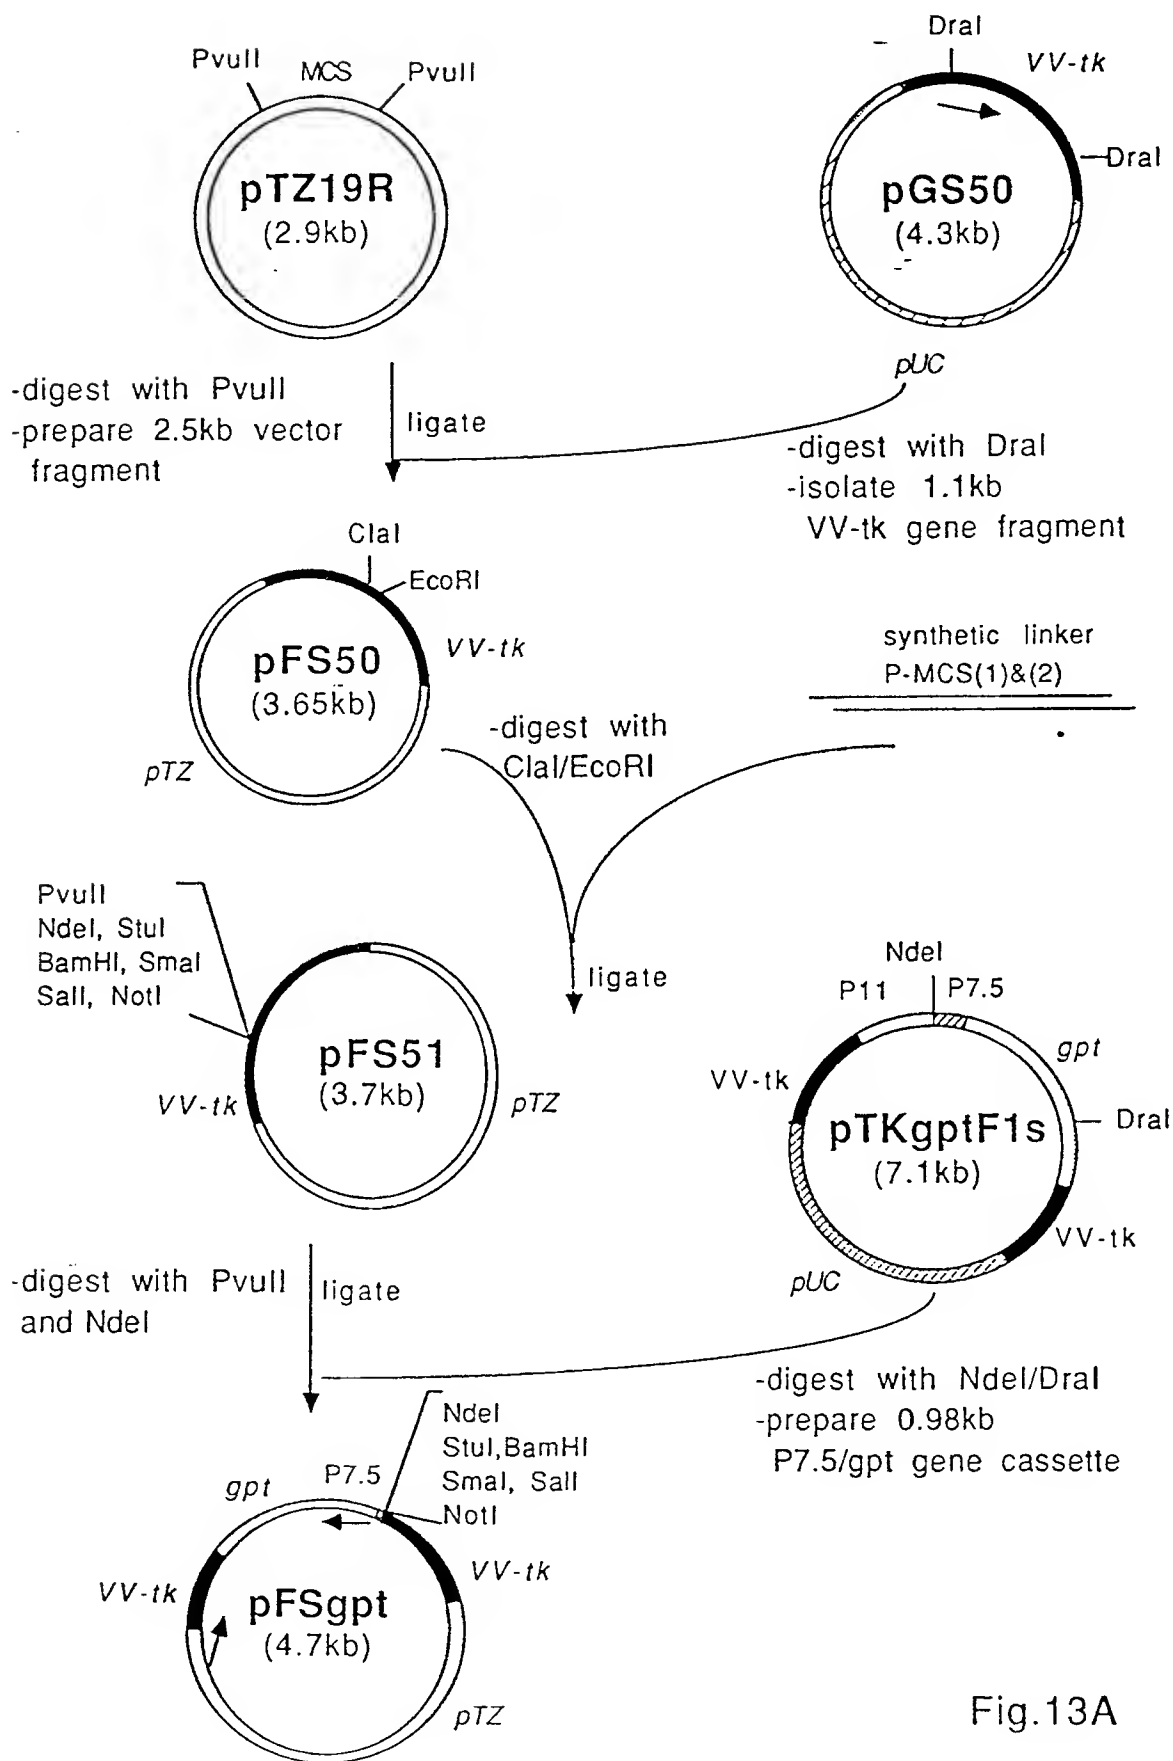 PvuII MCS PvuII
pTZ19R
(2.9kb)
DraI
VV-tk
DraI
pGS50
(4.3kb)
pUC
-digest with PvuII
-prepare 2.5kb vector
fragment
ligate
-digest with DraI
-isolate 1.1kb
VV-tk gene fragment
ClaI
EcoRI
pFS50
(3.65kb)
VV-tk
pTZ
synthetic linker
P-MCS(1)&(2)
-digest with
ClaI/EcoRI
PvuII
NdeI, StuI
BamHI, SmaI
SalI, NotI
ligate
pFS51
(3.7kb)
VV-tk
pTZ
NdeI
P11 P7.5
gpt
VV-tk
DraI
pTKgptF1s
(7.1kb)
VV-tk
pUC
-digest with PvuII
and NdeI
ligate
-digest with NdeI/DraI
-prepare 0.98kb
P7.5/gpt gene cassette
NdeI
StuI,BamHI
SmaI, SalI
NotI
gpt
P7.5
VV-tk
VV-tk
pFSgpt
(4.7kb)
pTZ
Fig.13A